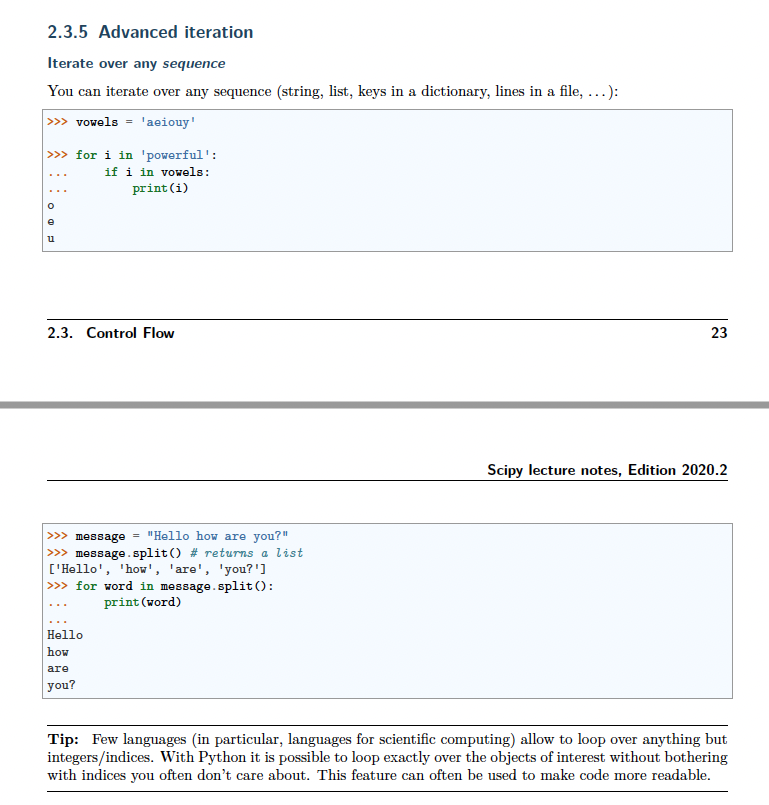 2.3.5 Advanced iteration
Iterate over any sequence
You can iterate over any sequence (string, list, keys in a dictionary, lines in a file, ...):
>>> vowels = 'aeiouy'
>>> for i in 'powerful':
...     if i in vowels:
...         print(i)
o
e
u
2.3. Control Flow 23
Scipy lecture notes, Edition 2020.2
>>> message = "Hello how are you?"
>>> message.split() # returns a list
['Hello', 'how', 'are', 'you?']
>>> for word in message.split():
...     print(word)
...
Hello
how
are
you?
Tip: Few languages (in particular, languages for scientific computing) allow to loop over anything but
integers/indices. With Python it is possible to loop exactly over the objects of interest without bothering
with indices you often don't care about. This feature can often be used to make code more readable.